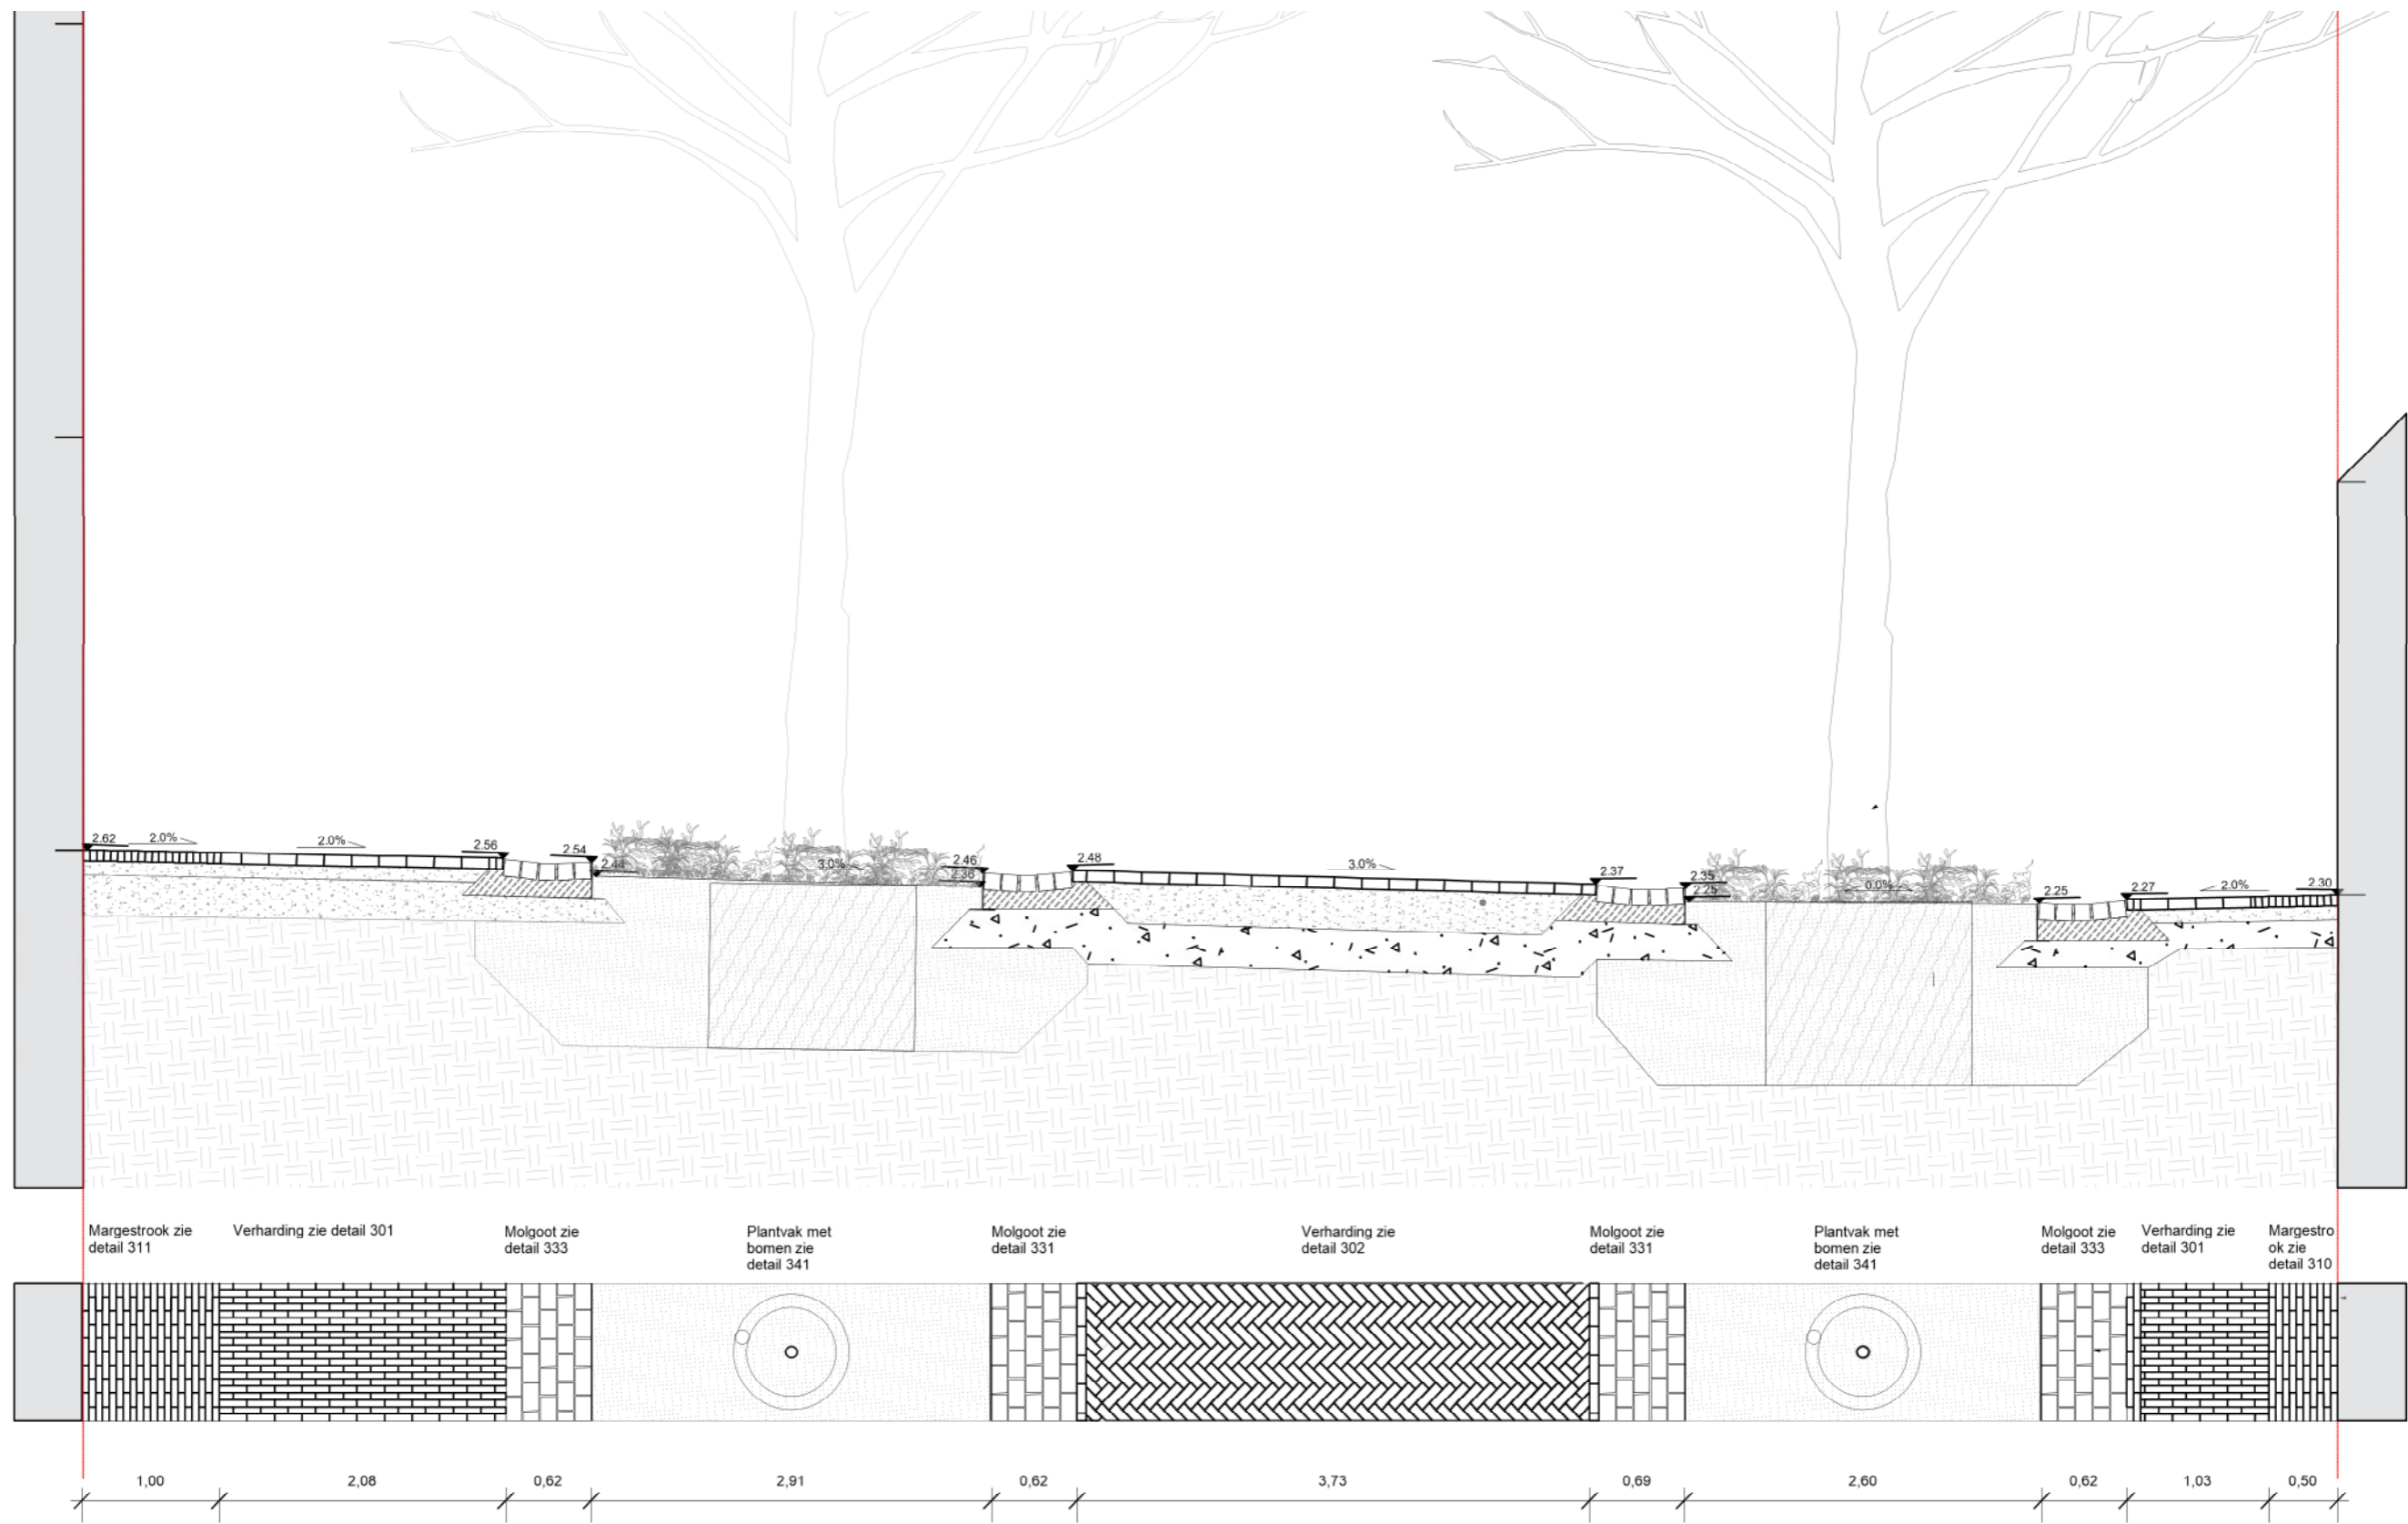 2.62
2.0%
2.0%
2.56
2.54
2.44
3.0%
2.46
2.36
2.48
3.0%
2.37
2.35
2.25
0.0%
2.25
2.27
2.0%
2.30
Margestrook zie
detail 311
Verharding zie detail 301
Molgoot zie
detail 333
Plantvak met
bomen zie
detail 341
Molgoot zie
detail 331
Verharding zie
detail 302
Molgoot zie
detail 331
Plantvak met
bomen zie
detail 341
Molgoot zie
detail 333
Verharding zie
detail 301
Margestro
ok zie
detail 310
1,00
2,08
0,62
2,91
0,62
3,73
0,69
2,60
0,62
1,03
0,50